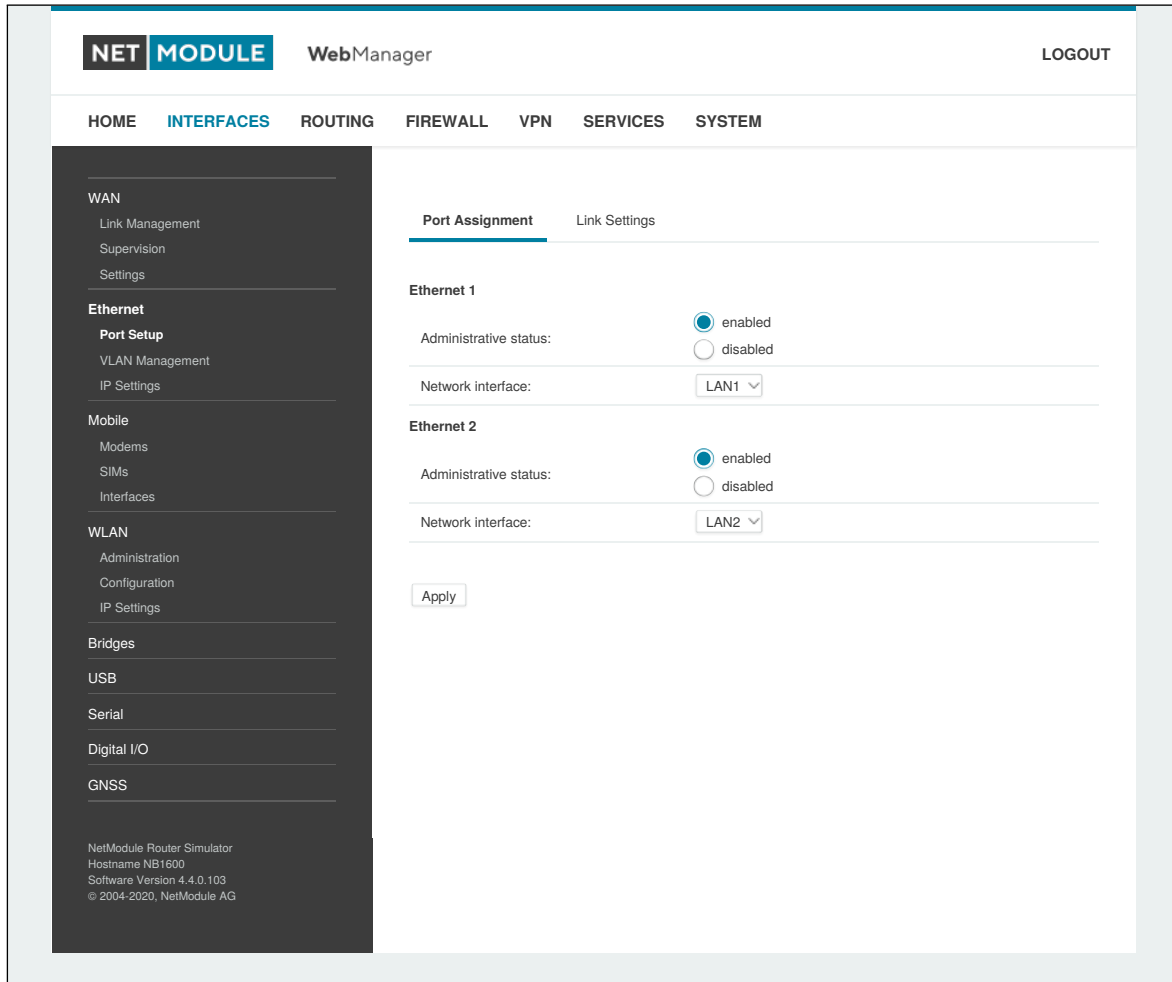 NET MODULE WebManager LOGOUT
HOME INTERFACES ROUTING FIREWALL VPN SERVICES SYSTEM
WAN
Link Management
Supervision
Settings
Ethernet
Port Setup
VLAN Management
IP Settings
Mobile
Modems
SIMs
Interfaces
WLAN
Administration
Configuration
IP Settings
Bridges
USB
Serial
Digital I/O
GNSS
NetModule Router Simulator
Hostname NB1600
Software Version 4.4.0.103
© 2004-2020, NetModule AG
Port Assignment Link Settings
Ethernet 1
Administrative status:
enabled
disabled
Network interface: LAN1
Ethernet 2
Administrative status:
enabled
disabled
Network interface: LAN2
Apply